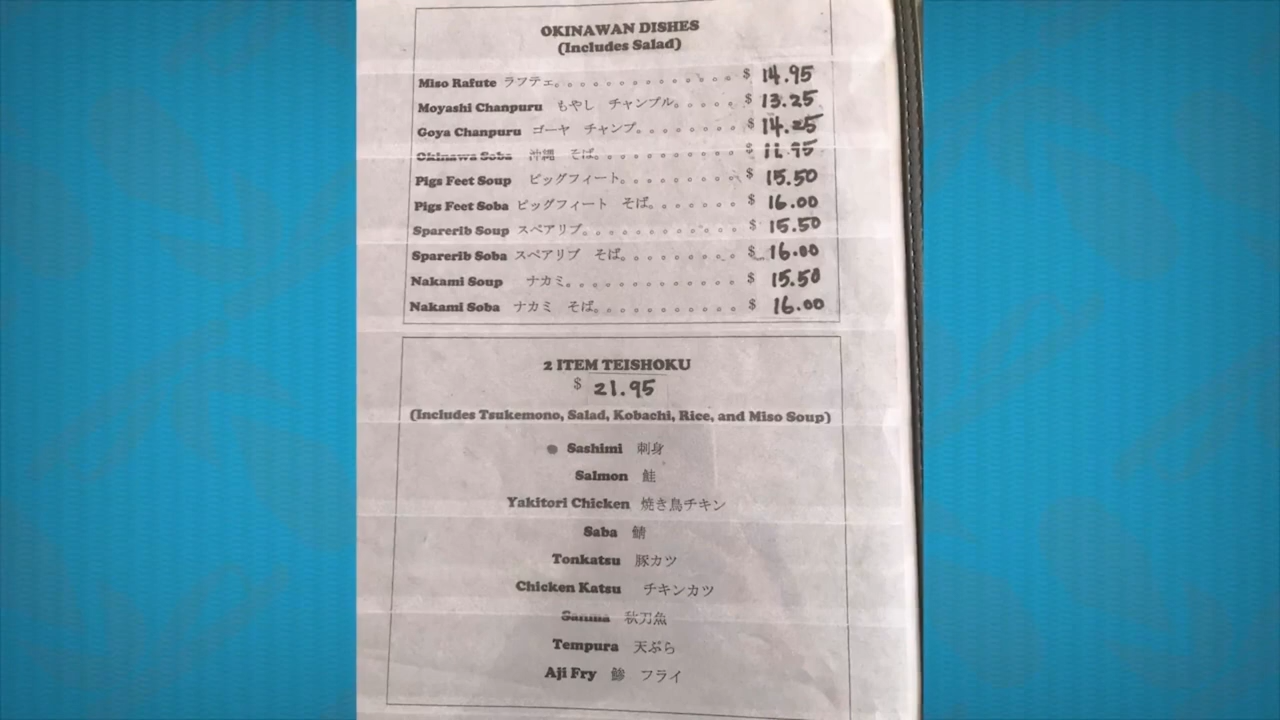 OKINAWAN DISHES
(Includes Salad)
Miso Rafute ラフテェ。。。。。。。。。。。。。 $ 14.95
Moyashi Chanpuru もやし チャンプル。。。。。 $ 13.25
Goya Chanpuru ゴーヤ チャンプ。。。。。。。。 $ 14.25
Okinawa Soba 沖縄 そば。。。。。。。。。。。 $ 11.95
Pigs Feet Soup ピッグフィート。。。。。。。。。 $ 15.50
Pigs Feet Soba ピッグフィート そば。。。。。。。 $ 16.00
Sparerib Soup スペアリブ。。。。。。。。。。。。 $ 15.50
Sparerib Soba スペアリブ そば。。。。。。。。。 $ 16.00
Nakami Soup ナカミ。。。。。。。。。。。。。 $ 15.50
Nakami Soba ナカミ そば。。。。。。。。。。。 $ 16.00
2 ITEM TEISHOKU
$ 21.95
(Includes Tsukemono, Salad, Kobachi, Rice, and Miso Soup)
Sashimi 刺身
Salmon 鮭
Yakitori Chicken 焼き鳥チキン
Saba 鯖
Tonkatsu 豚カツ
Chicken Katsu チキンカツ
Sanma 秋刀魚
Tempura 天ぷら
Aji Fry 鯵 フライ